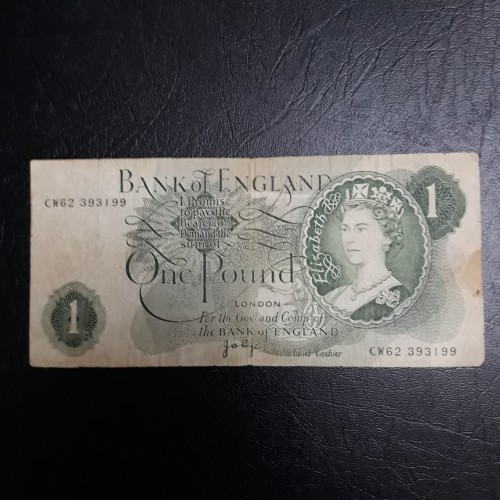 BANK of ENGLAND
1
CW62 393199
I Promise
to pay the
Bearer on
Demand the
sum of
Elizabeth
One Pound
LONDON
For the Govr and Compa of
the BANK of ENGLAND
1
Chief Cashier
CW62 393199